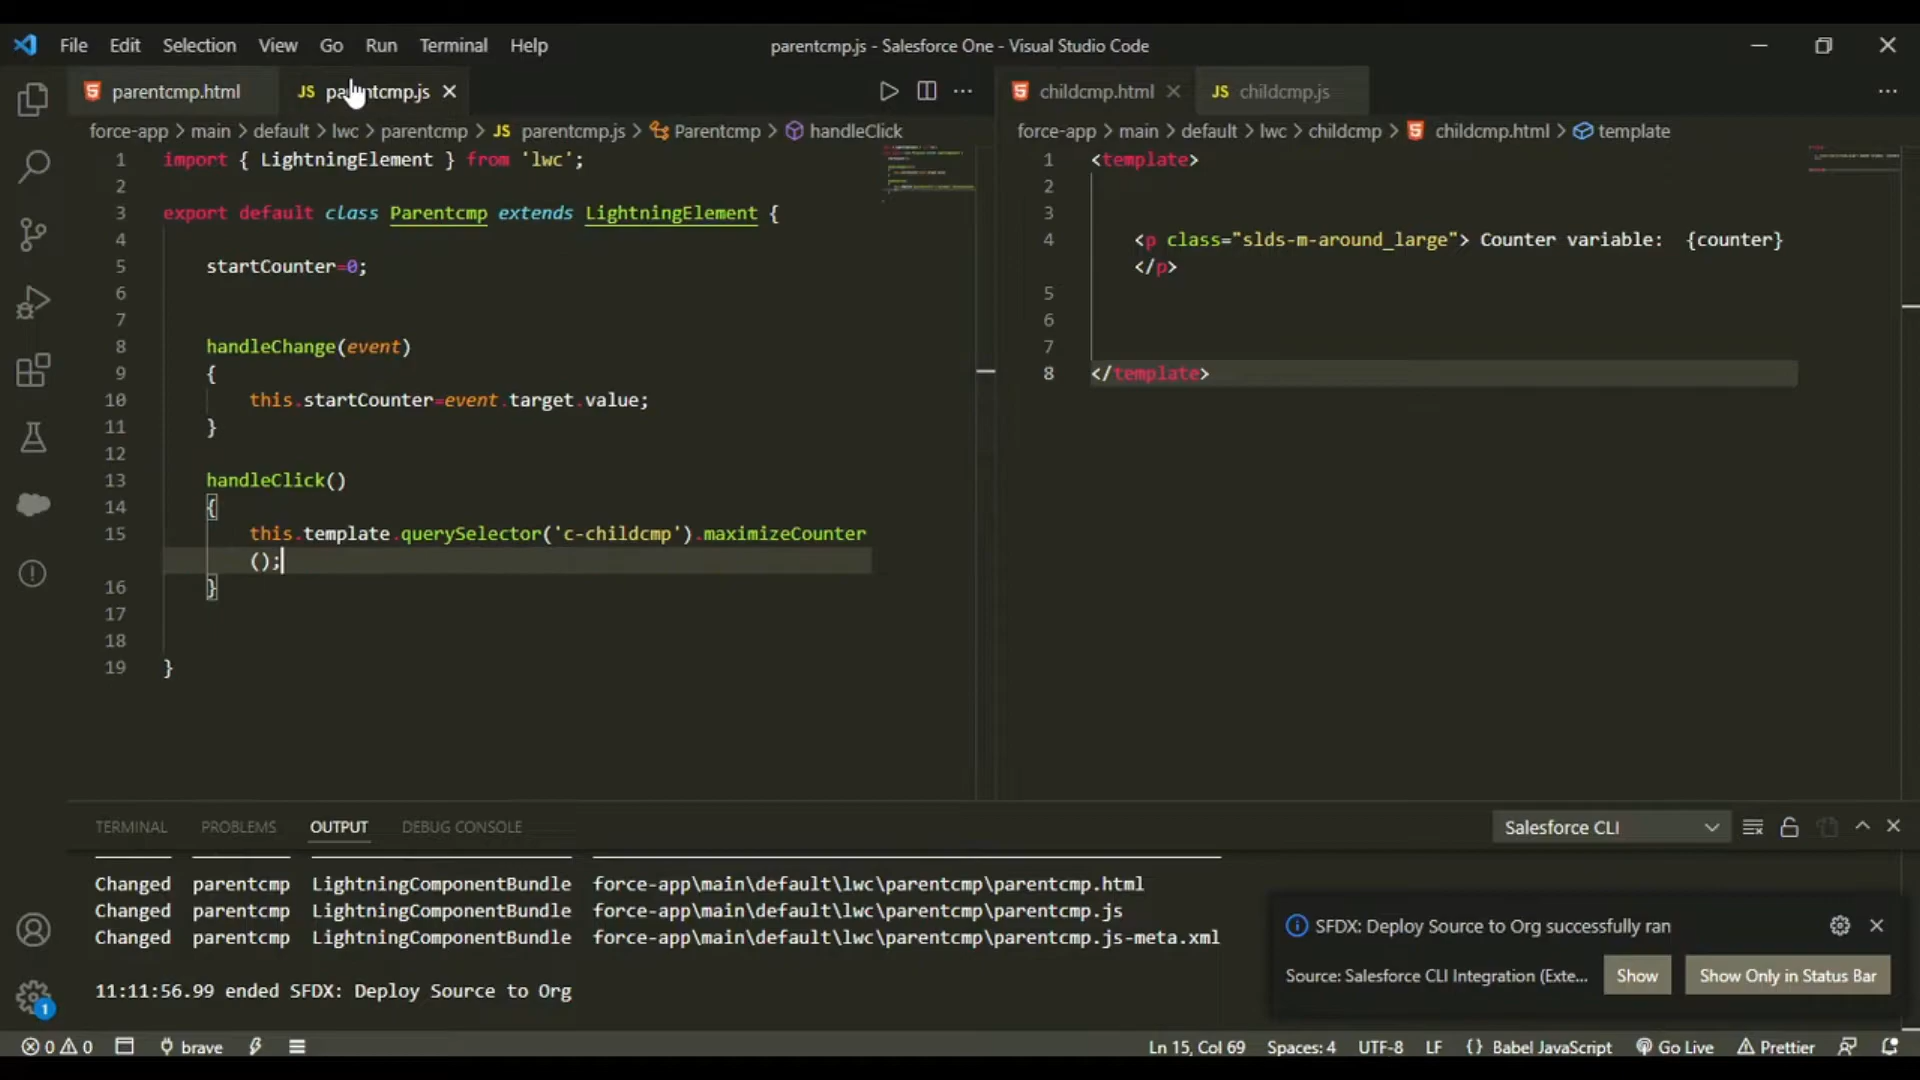 File Edit Selection View Go Run Terminal Help parentcmp.js - Salesforce One - Visual Studio Code
parentcmp.html JS parentcmp.js childcmp.html JS childcmp.js
force-app > main > default > lwc > parentcmp > JS parentcmp.js > Parentcmp > handleClick
1 import { LightningElement } from 'lwc';
2
3 export default class Parentcmp extends LightningElement {
4
5 startCounter=0;
6
7
8 handleChange(event)
9 {
10 this.startCounter=event.target.value;
11 }
12
13 handleClick()
14 {
15 this.template.querySelector('c-childcmp').maximizeCounter
();
16 }
17
18
19 }
force-app > main > default > lwc > childcmp > childcmp.html > template
1 <template>
2
3
4 <p class="slds-m-around_large"> Counter variable: {counter}
</p>
5
6
7
8 </template>
TERMINAL PROBLEMS OUTPUT DEBUG CONSOLE Salesforce CLI
Changed parentcmp LightningComponentBundle force-app\main\default\lwc\parentcmp\parentcmp.html
Changed parentcmp LightningComponentBundle force-app\main\default\lwc\parentcmp\parentcmp.js
Changed parentcmp LightningComponentBundle force-app\main\default\lwc\parentcmp\parentcmp.js-meta.xml
11:11:56.99 ended SFDX: Deploy Source to Org
SFDX: Deploy Source to Org successfully ran
Source: Salesforce CLI Integration (Exte... Show Show Only in Status Bar
1
0 0 brave Ln 15, Col 69 Spaces: 4 UTF-8 LF {} Babel JavaScript Go Live Prettier